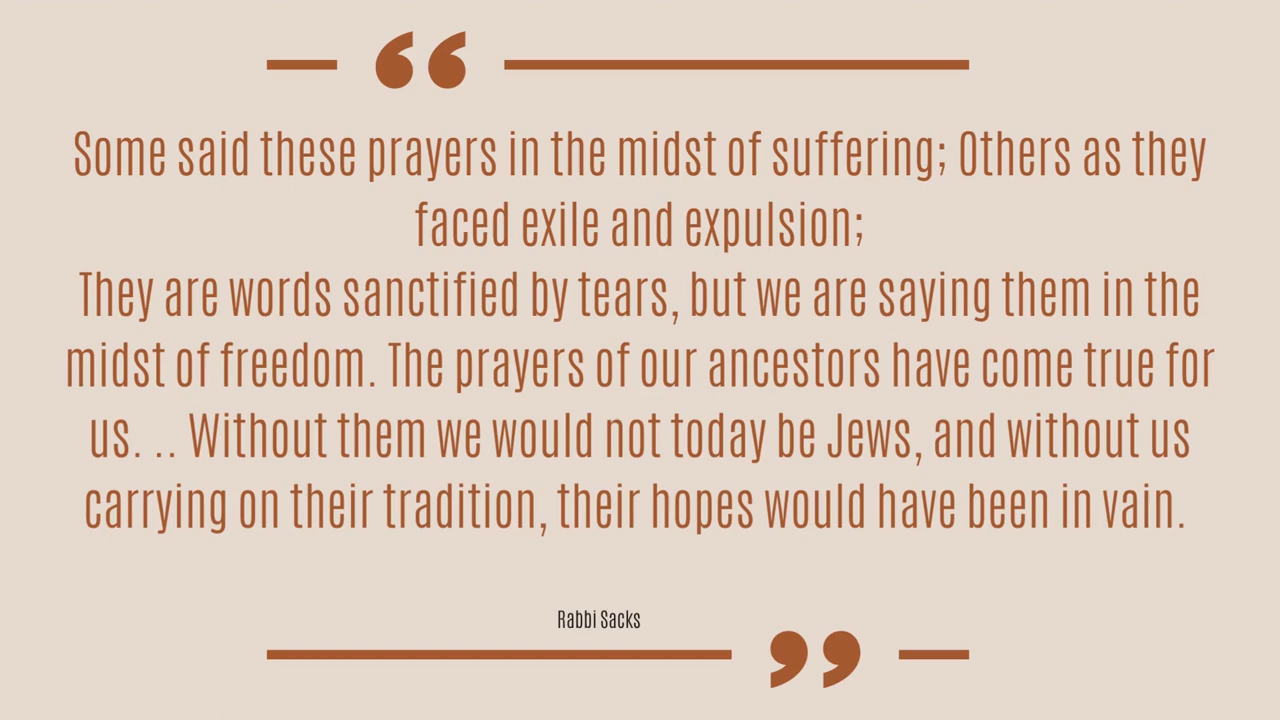 “
Some said these prayers in the midst of suffering; Others as they
faced exile and expulsion;
They are words sanctified by tears, but we are saying them in the
midst of freedom. The prayers of our ancestors have come true for
us. .. Without them we would not today be Jews, and without us
carrying on their tradition, their hopes would have been in vain.
Rabbi Sacks
”